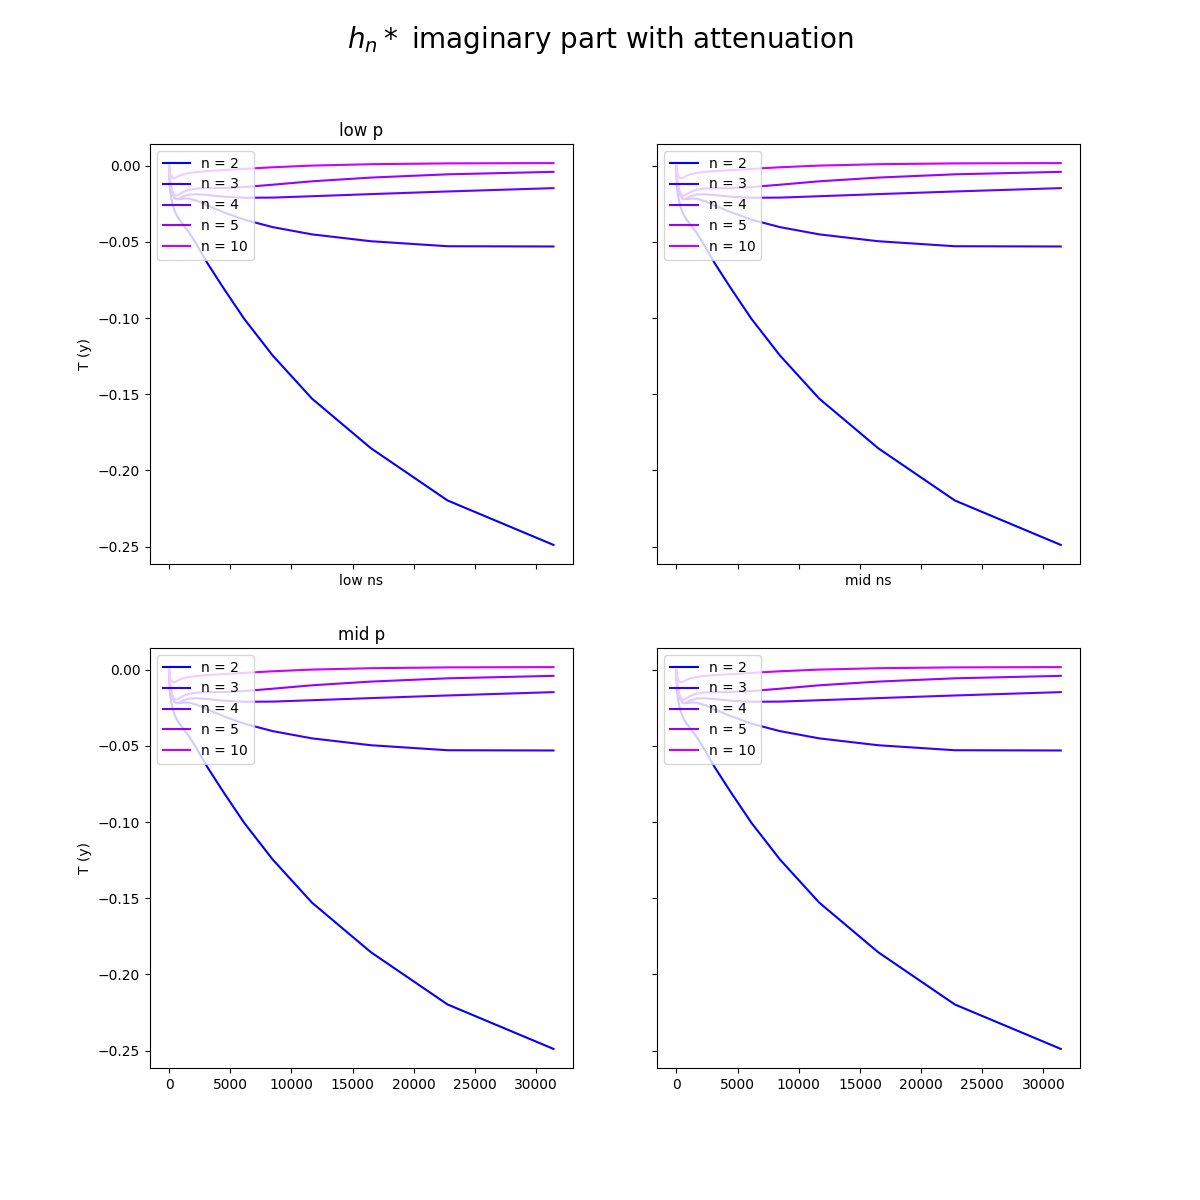 hₙ* imaginary part with attenuation
low p
0.00
−0.05
−0.10
−0.15
−0.20
−0.25
T (y)
n = 2
n = 3
n = 4
n = 5
n = 10
low ns
n = 2
n = 3
n = 4
n = 5
n = 10
mid ns
mid p
0.00
−0.05
−0.10
−0.15
−0.20
−0.25
T (y)
n = 2
n = 3
n = 4
n = 5
n = 10
0 5000 10000 15000 20000 25000 30000
n = 2
n = 3
n = 4
n = 5
n = 10
0 5000 10000 15000 20000 25000 30000